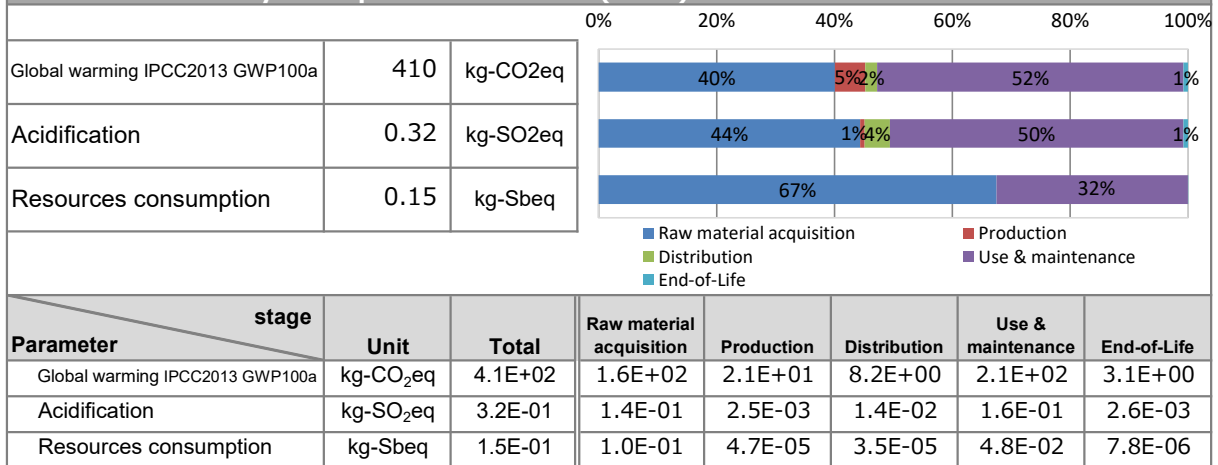 0% 20% 40% 60% 80% 100%
Global warming IPCC2013 GWP100a 410 kg-CO2eq 40% 5% 2% 52% 1%
Acidification 0.32 kg-SO2eq 44% 1% 4% 50% 1%
Resources consumption 0.15 kg-Sbeq 67% 32%
Raw material acquisition Production
Distribution Use & maintenance
End-of-Life
stage
Parameter Unit Total Raw material acquisition Production Distribution Use & maintenance End-of-Life
Global warming IPCC2013 GWP100a kg-CO₂eq 4.1E+02 1.6E+02 2.1E+01 8.2E+00 2.1E+02 3.1E+00
Acidification kg-SO₂eq 3.2E-01 1.4E-01 2.5E-03 1.4E-02 1.6E-01 2.6E-03
Resources consumption kg-Sbeq 1.5E-01 1.0E-01 4.7E-05 3.5E-05 4.8E-02 7.8E-06